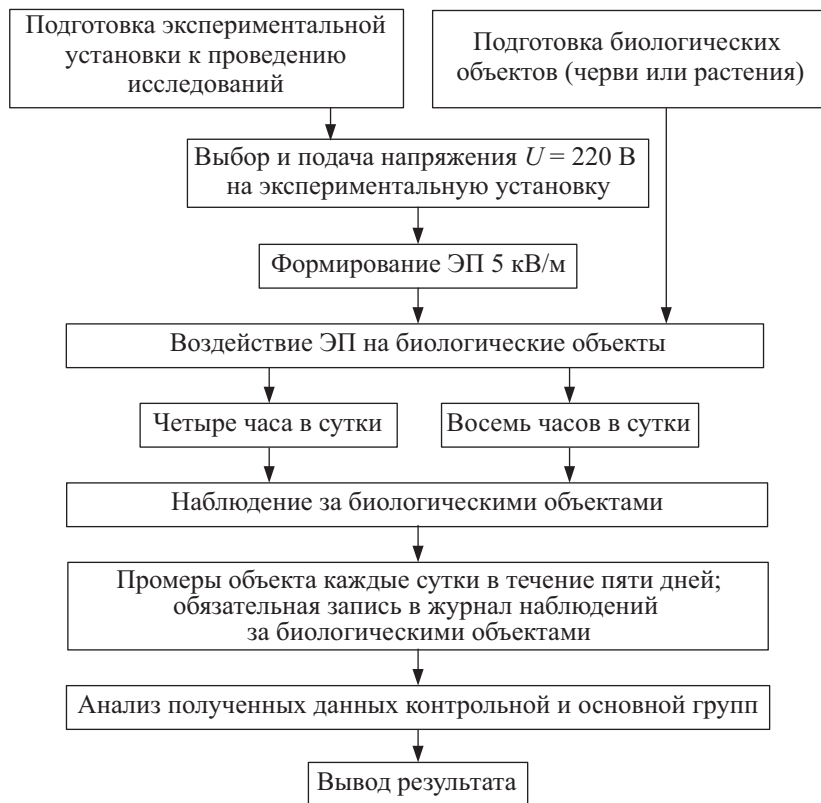 Подготовка экспериментальной
установки к проведению
исследований
Подготовка биологических
объектов (черви или растения)
Выбор и подача напряжения U = 220 В
на экспериментальную установку
Формирование ЭП 5 кВ/м
Воздействие ЭП на биологические объекты
Четыре часа в сутки
Восемь часов в сутки
Наблюдение за биологическими объектами
Промеры объекта каждые сутки в течение пяти дней;
обязательная запись в журнал наблюдений
за биологическими объектами
Анализ полученных данных контрольной и основной групп
Вывод результата